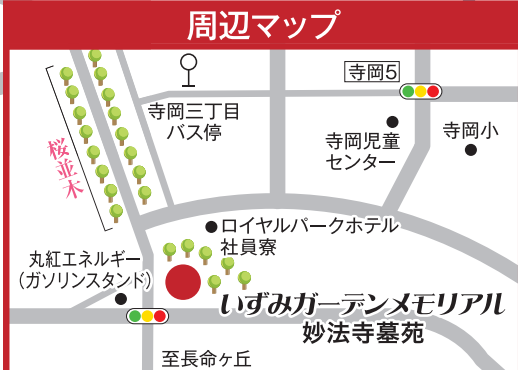 周辺マップ
寺岡5
寺岡三丁目
バス停
寺岡児童
センター
寺岡小
桜並木
ロイヤルパークホテル
社員寮
丸紅エネルギー
(ガソリンスタンド)
いずみガーデンメモリアル
妙法寺墓苑
至長命ヶ丘